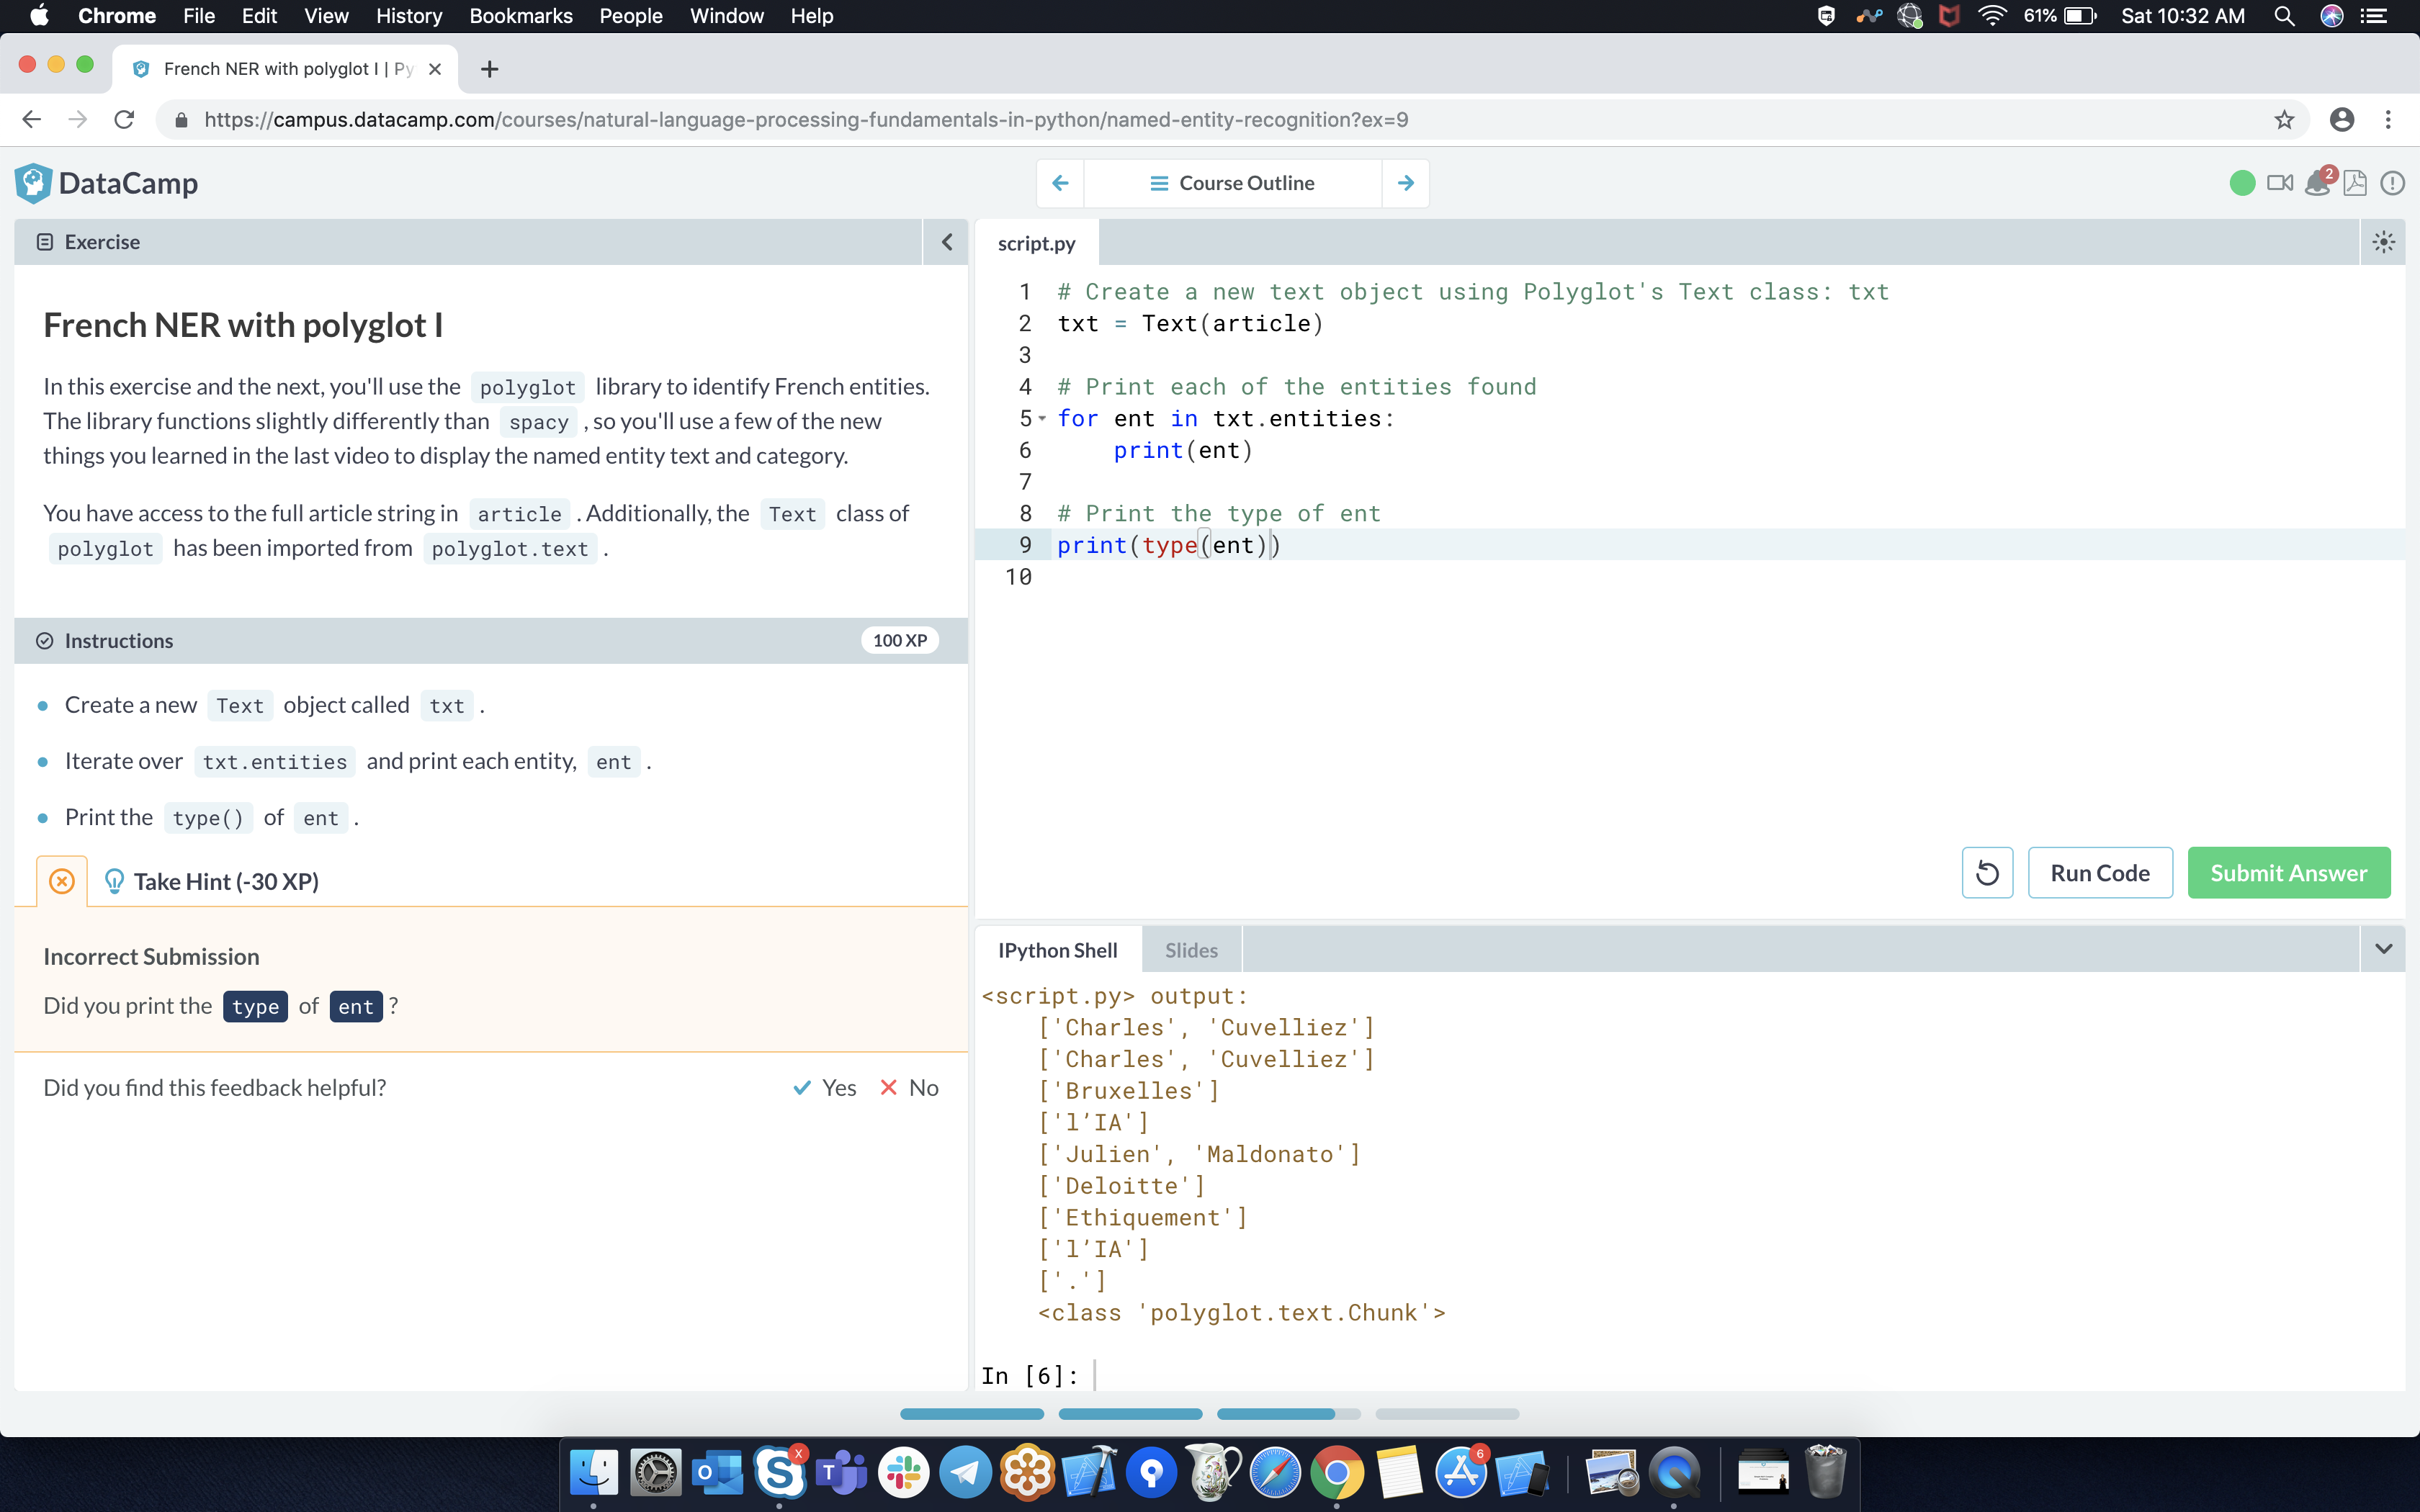 Chrome File Edit View History Bookmarks People Window Help 61% Sat 10:32 AM
French NER with polyglot I | Py
https://campus.datacamp.com/courses/natural-language-processing-fundamentals-in-python/named-entity-recognition?ex=9
DataCamp
Course Outline
2
Exercise
French NER with polyglot I
In this exercise and the next, you'll use the polyglot library to identify French entities.
The library functions slightly differently than spacy , so you'll use a few of the new
things you learned in the last video to display the named entity text and category.
You have access to the full article string in article . Additionally, the Text class of
polyglot has been imported from polyglot.text .
Instructions
100 XP
Create a new Text object called txt .
Iterate over txt.entities and print each entity, ent .
Print the type() of ent .
Take Hint (-30 XP)
Incorrect Submission
Did you print the type of ent ?
Did you find this feedback helpful? Yes No
script.py
1 # Create a new text object using Polyglot's Text class: txt
2 txt = Text(article)
3
4 # Print each of the entities found
5 for ent in txt.entities:
6 print(ent)
7
8 # Print the type of ent
9 print(type(ent))
10
Run Code
Submit Answer
IPython Shell
Slides
<script.py> output:
['Charles', 'Cuvelliez']
['Charles', 'Cuvelliez']
['Bruxelles']
['l’IA']
['Julien', 'Maldonato']
['Deloitte']
['Ethiquement']
['l’IA']
['.']
<class 'polyglot.text.Chunk'>
In [6]:
6